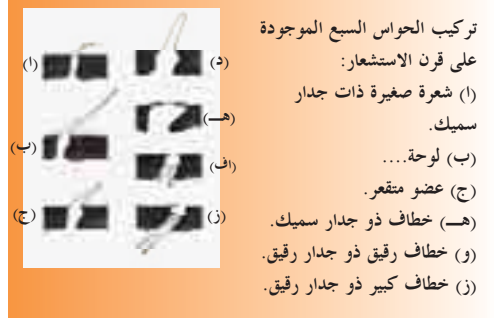 تركيب الحواس السبع الموجودة
على قرن الاستشعار:
(ا) شعرة صغيرة ذات جدار
سميك.
(ب) لوحة....
(ج) عضو متقعر.
(هـ) خطاف ذو جدار سميك.
(و) خطاف رقيق ذو جدار رقيق.
(ز) خطاف كبير ذو جدار رقيق.
(ا)
(ب)
(ج)
(د)
(هـ)
(اف)
(ز)